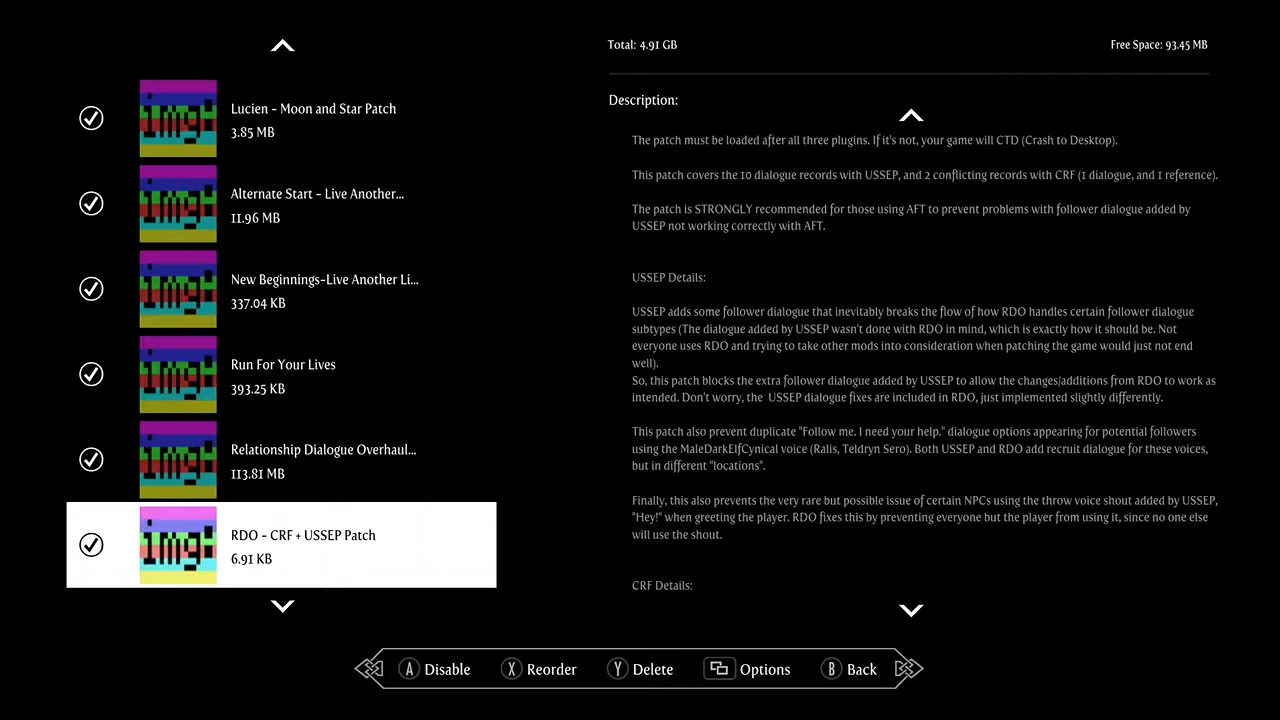 Total: 4.91 GB
Free Space: 93.45 MB
Lucien - Moon and Star Patch
3.85 MB
Alternate Start - Live Another...
11.96 MB
New Beginnings-Live Another Li...
337.04 KB
Run For Your Lives
393.25 KB
Relationship Dialogue Overhaul...
113.81 MB
RDO - CRF + USSEP Patch
6.91 KB
imgi
imgi
imgi
imgi
imgi
imgi
Description:
The patch must be loaded after all three plugins. If it's not, your game will CTD (Crash to Desktop).
This patch covers the 10 dialogue records with USSEP, and 2 conflicting records with CRF (1 dialogue, and 1 reference).
The patch is STRONGLY recommended for those using AFT to prevent problems with follower dialogue added by
USSEP not working correctly with AFT.
USSEP Details:
USSEP adds some follower dialogue that inevitably breaks the flow of how RDO handles certain follower dialogue
subtypes (The dialogue added by USSEP wasn't done with RDO in mind, which is exactly how it should be. Not
everyone uses RDO and trying to take other mods into consideration when patching the game would just not end
well).
So, this patch blocks the extra follower dialogue added by USSEP to allow the changes/additions from RDO to work as
intended. Don't worry, the USSEP dialogue fixes are included in RDO, just implemented slightly differently.
This patch also prevent duplicate "Follow me. I need your help." dialogue options appearing for potential followers
using the MaleDarkElfCynical voice (Ralis, Teldryn Sero). Both USSEP and RDO add recruit dialogue for these voices,
but in different "locations".
Finally, this also prevents the very rare but possible issue of certain NPCs using the throw voice shout added by USSEP,
"Hey!" when greeting the player. RDO fixes this by preventing everyone but the player from using it, since no one else
will use the shout.
CRF Details:
A Disable
X Reorder
Y Delete
Options
B Back